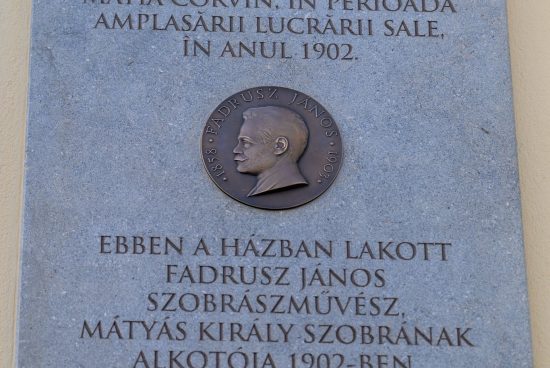 MATIA CORVIN, ÎN PERIOADA
AMPLASĂRII LUCRĂRII SALE,
ÎN ANUL 1902.
1858 • FADRUSZ JÁNOS • 1903
EBBEN A HÁZBAN LAKOTT
FADRUSZ JÁNOS
SZOBRÁSZMŰVÉSZ,
MÁTYÁS KIRÁLY SZOBRÁNAK
ALKOTÓJA 1902-BEN